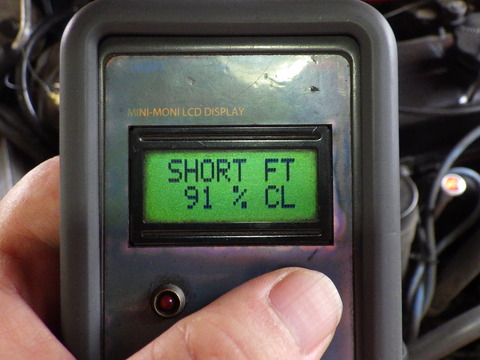 MINI-MONI LCD DISPLAY
SHORT FT
91 % CL